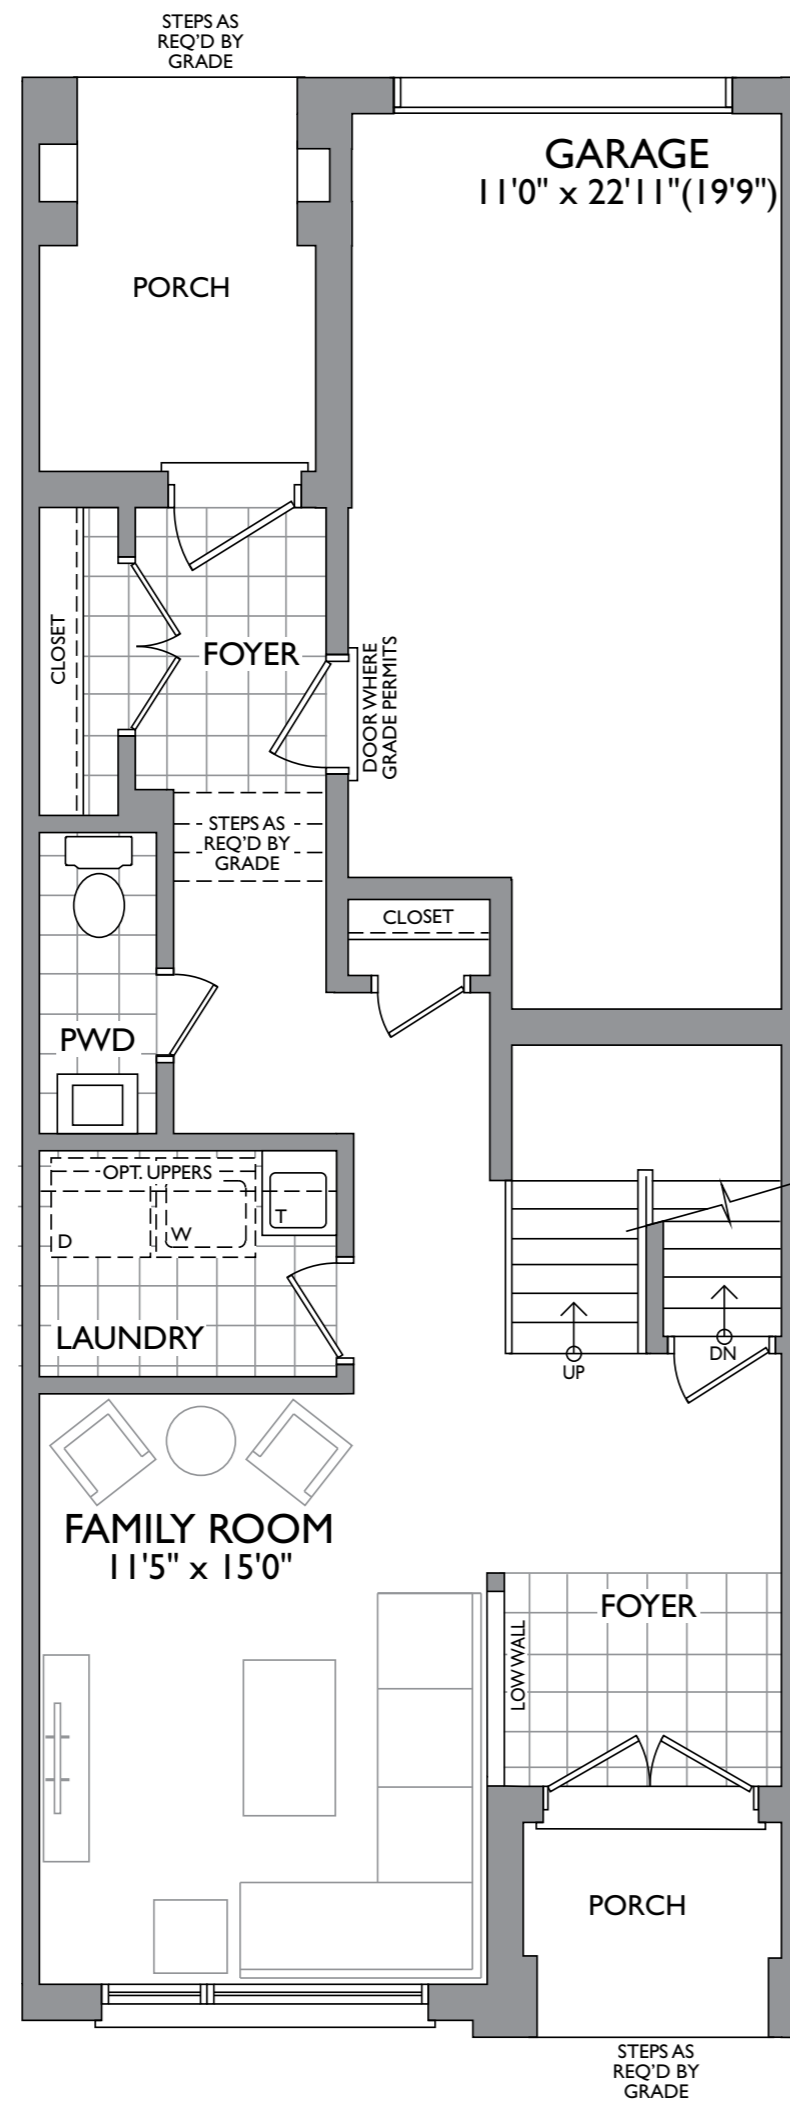 STEPS AS
REQ'D BY
GRADE
GARAGE
11'0" x 22'11"(19'9")
PORCH
CLOSET
FOYER
DOOR WHERE
GRADE PERMITS
STEPS AS
REQ'D BY
GRADE
CLOSET
PWD
OPT. UPPERS
D
W
T
LAUNDRY
UP
DN
FAMILY ROOM
11'5" x 15'0"
FOYER
LOW WALL
PORCH
STEPS AS
REQ'D BY
GRADE